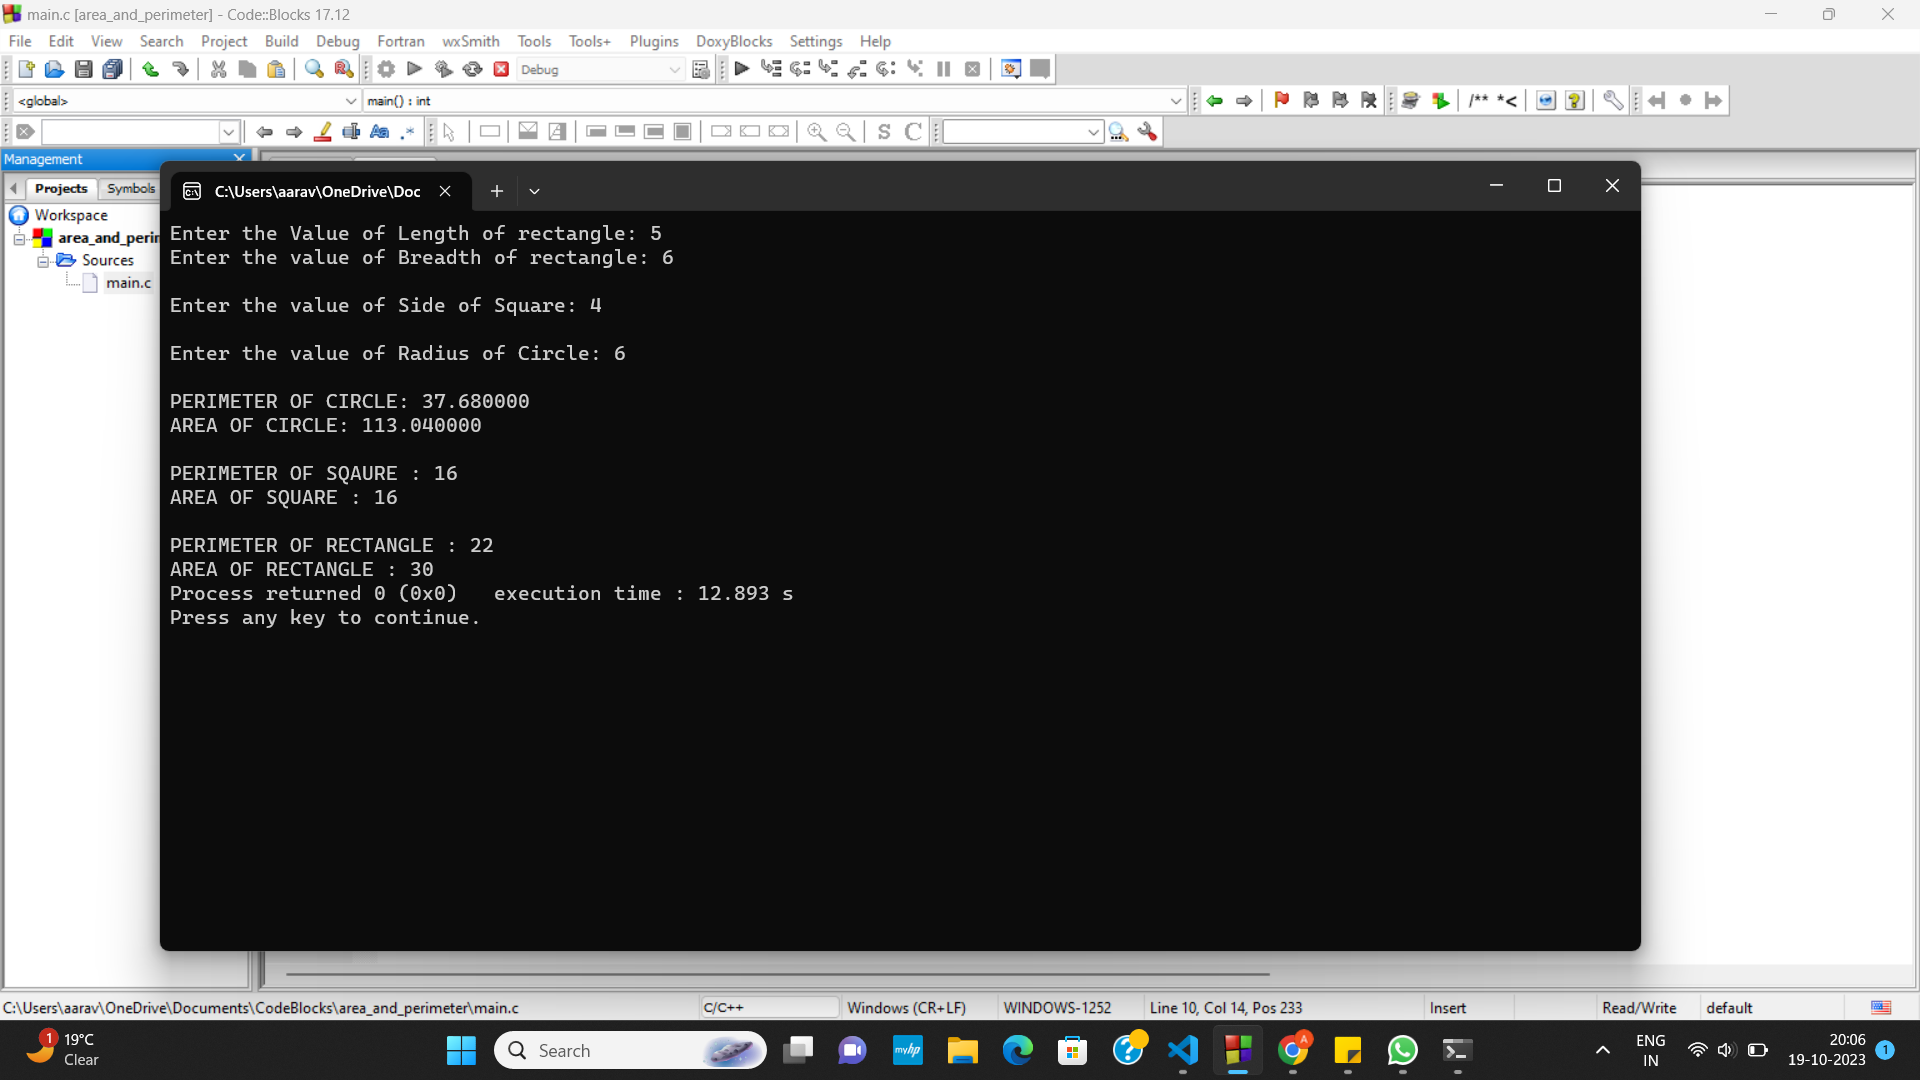 main.c [area_and_perimeter] - Code::Blocks 17.12
File Edit View Search Project Build Debug Fortran wxSmith Tools Tools+ Plugins DoxyBlocks Settings Help
Debug
<global> main() : int /** *<
Aa .* S C
Management
Projects Symbols
C:\Users\aarav\OneDrive\Doc
Workspace
area_and_perim
Sources
main.c
Enter the Value of Length of rectangle: 5
Enter the value of Breadth of rectangle: 6
Enter the value of Side of Square: 4
Enter the value of Radius of Circle: 6
PERIMETER OF CIRCLE: 37.680000
AREA OF CIRCLE: 113.040000
PERIMETER OF SQAURE : 16
AREA OF SQUARE : 16
PERIMETER OF RECTANGLE : 22
AREA OF RECTANGLE : 30
Process returned 0 (0x0)   execution time : 12.893 s
Press any key to continue.
C:\Users\aarav\OneDrive\Documents\CodeBlocks\area_and_perimeter\main.c C/C++ Windows (CR+LF) WINDOWS-1252 Line 10, Col 14, Pos 233 Insert Read/Write default
1 19°C
Clear
Search
myhp
A
ENG
IN
20:06
19-10-2023
1